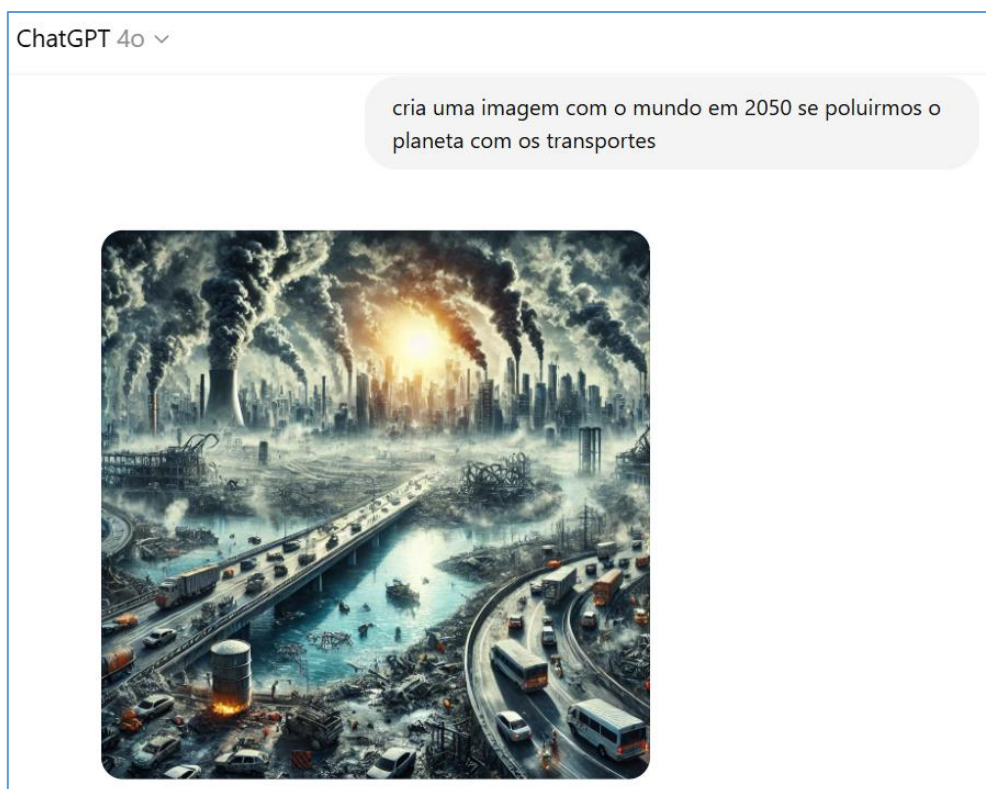 ChatGPT 4o
cria uma imagem com o mundo em 2050 se poluirmos o
planeta com os transportes